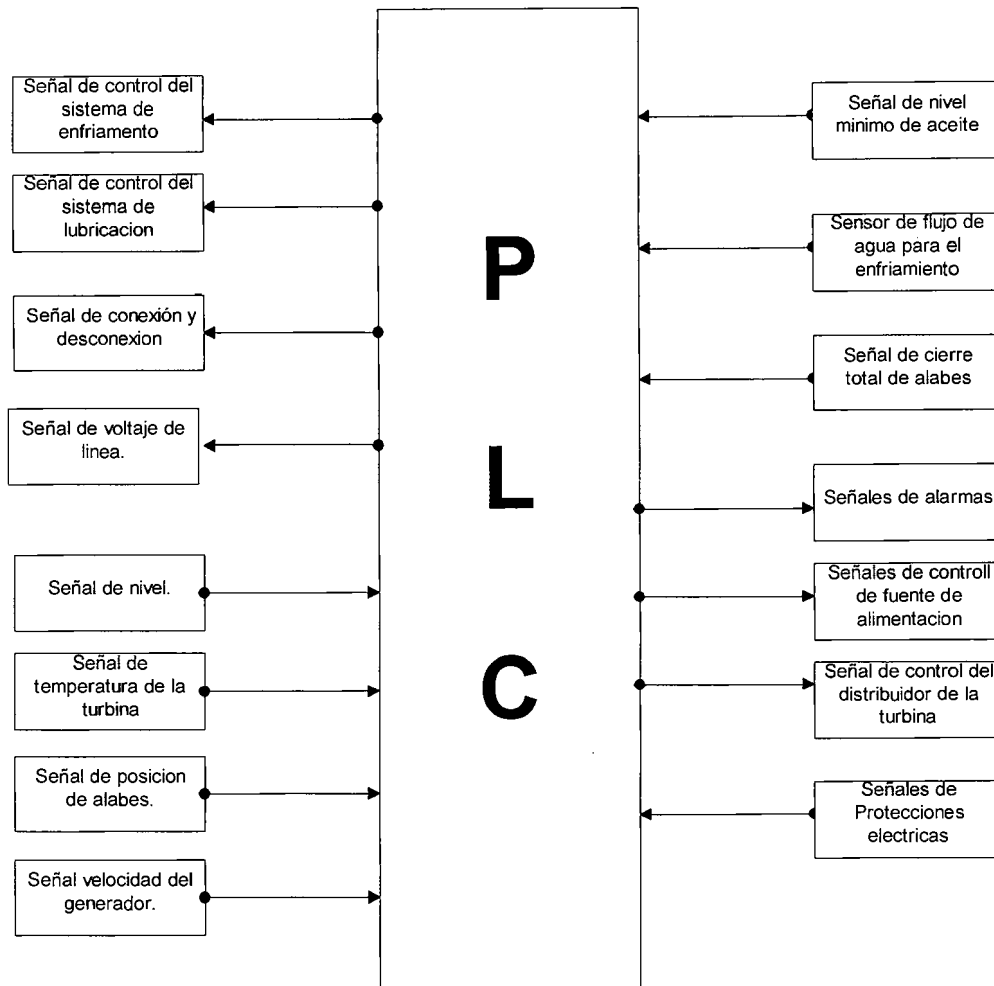 Señal de control del
sistema de
enfriamento
Señal de control del
sistema de
lubricacion
Señal de conexión y
desconexion
Señal de voltaje de
linea.
Señal de nivel.
Señal de
temperatura de la
turbina
Señal de posicion
de alabes.
Señal velocidad del
generador.
P
L
C
Señal de nivel
minimo de aceite
Sensor de flujo de
agua para el
enfriamiento
Señal de cierre
total de alabes
Señales de alarmas
Señales de controll
de fuente de
alimentacion
Señal de control del
distribuidor de la
turbina
Señales de
Protecciones
electricas